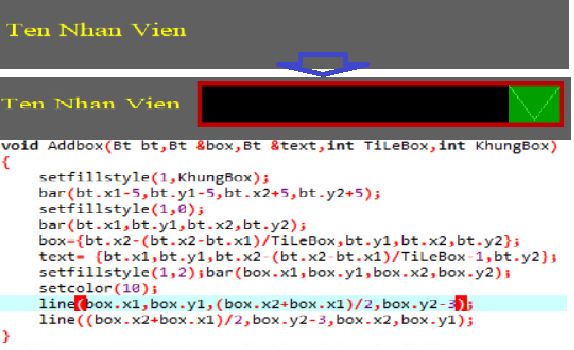 Ten Nhan Vien
Ten Nhan Vien
void Addbox(Bt bt,Bt &box,Bt &text,int TiLeBox,int KhungBox)
{
setfillstyle(1,KhungBox);
bar(bt.x1-5,bt.y1-5,bt.x2+5,bt.y2+5);
setfillstyle(1,0);
bar(bt.x1,bt.y1,bt.x2,bt.y2);
box={bt.x2-(bt.x2-bt.x1)/TiLeBox,bt.y1,bt.x2,bt.y2};
text= {bt.x1,bt.y1,bt.x2-(bt.x2-bt.x1)/TiLeBox-1,bt.y2};
setfillstyle(1,2);bar(box.x1,box.y1,box.x2,box.y2);
setcolor(10);
line(box.x1,box.y1,(box.x2+box.x1)/2,box.y2-3);
line((box.x2+box.x1)/2,box.y2-3,box.x2,box.y1);
}